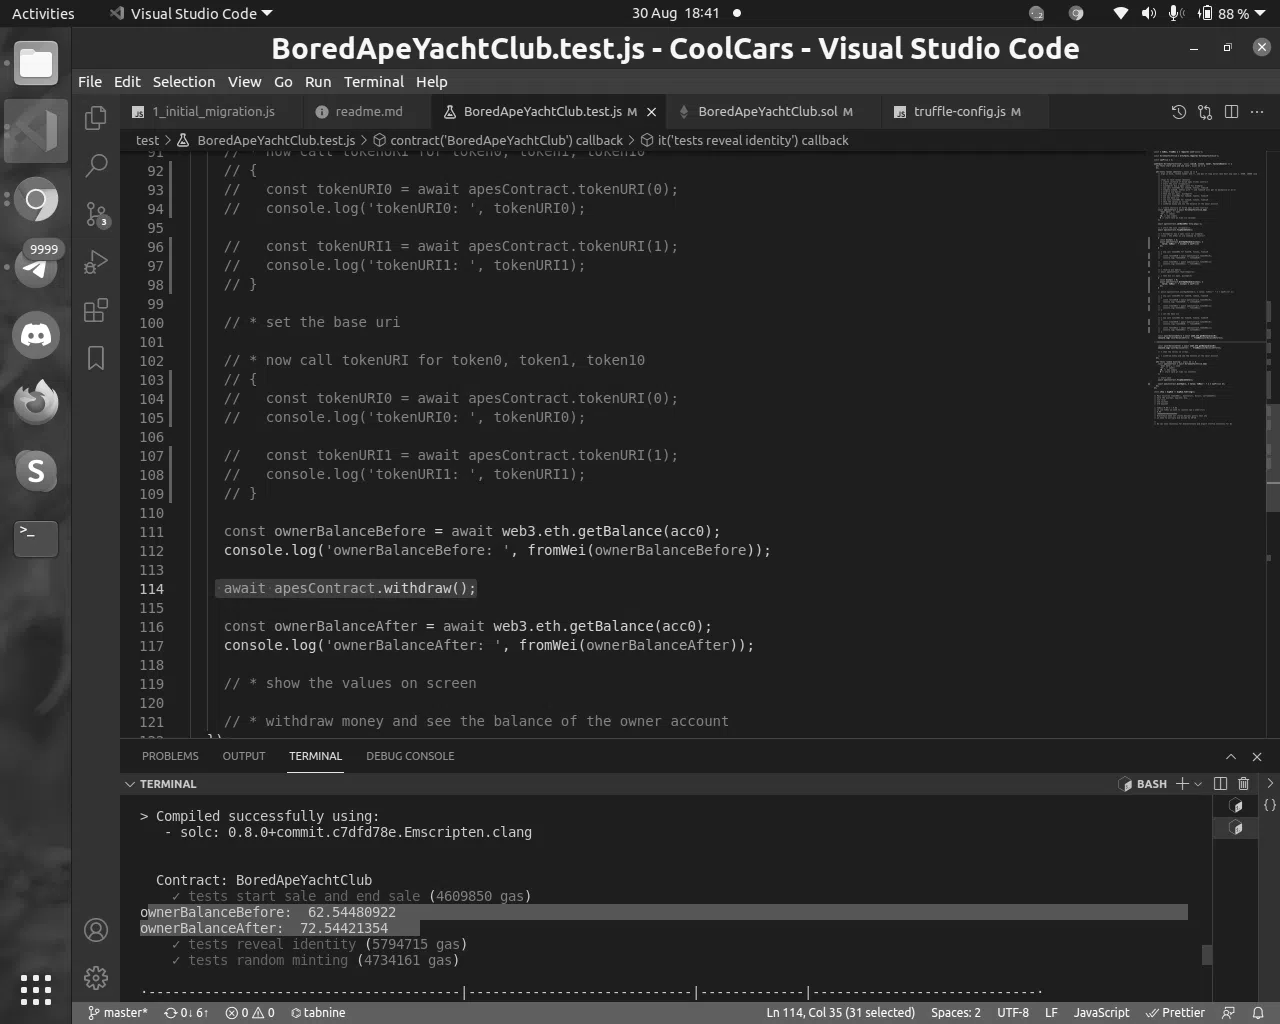 Activities Visual Studio Code 30 Aug 18:41 88 %
BoredApeYachtClub.test.js - CoolCars - Visual Studio Code
File Edit Selection View Go Run Terminal Help
1_initial_migration.js readme.md BoredApeYachtClub.test.js M BoredApeYachtClub.sol M truffle-config.js M
test > BoredApeYachtClub.test.js > contract('BoredApeYachtClub') callback > it('tests reveal identity') callback
91 // * now call tokenURI for token0, token1, token10
92 // {
93 // const tokenURI0 = await apesContract.tokenURI(0);
94 // console.log('tokenURI0: ', tokenURI0);
95
96 // const tokenURI1 = await apesContract.tokenURI(1);
97 // console.log('tokenURI1: ', tokenURI1);
98 // }
99
100 // * set the base uri
101
102 // * now call tokenURI for token0, token1, token10
103 // {
104 // const tokenURI0 = await apesContract.tokenURI(0);
105 // console.log('tokenURI0: ', tokenURI0);
106
107 // const tokenURI1 = await apesContract.tokenURI(1);
108 // console.log('tokenURI1: ', tokenURI1);
109 // }
110
111 const ownerBalanceBefore = await web3.eth.getBalance(acc0);
112 console.log('ownerBalanceBefore: ', fromWei(ownerBalanceBefore));
113
114 await apesContract.withdraw();
115
116 const ownerBalanceAfter = await web3.eth.getBalance(acc0);
117 console.log('ownerBalanceAfter: ', fromWei(ownerBalanceAfter));
118
119 // * show the values on screen
120
121 // * withdraw money and see the balance of the owner account
9999
3
PROBLEMS OUTPUT TERMINAL DEBUG CONSOLE
TERMINAL BASH
> Compiled successfully using:
- solc: 0.8.0+commit.c7dfd78e.Emscripten.clang
Contract: BoredApeYachtClub
✓ tests start sale and end sale (4609850 gas)
ownerBalanceBefore: 62.54480922
ownerBalanceAfter: 72.54421354
✓ tests reveal identity (5794715 gas)
✓ tests random minting (4734161 gas)
master* 0↓ 6↑ 0 0 tabnine Ln 114, Col 35 (31 selected) Spaces: 2 UTF-8 LF JavaScript Prettier